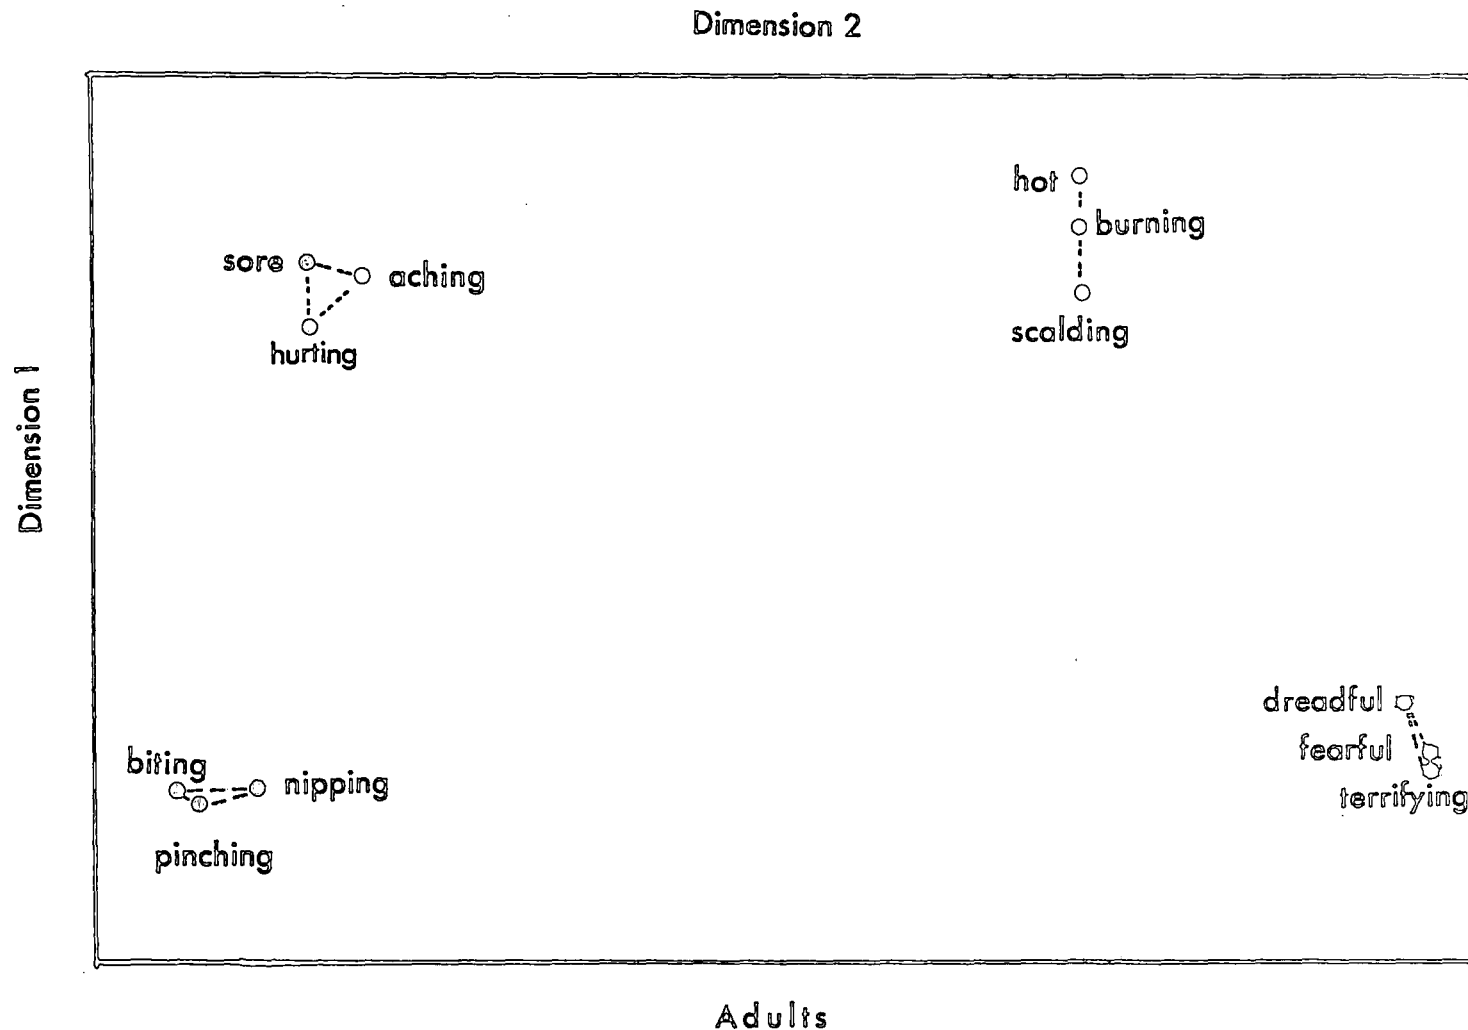 Dimension 2
hot
burning
sore
aching
scalding
hurting
Dimension 1
dreadful
fearful
biting
nipping
terrifying
pinching
Adults